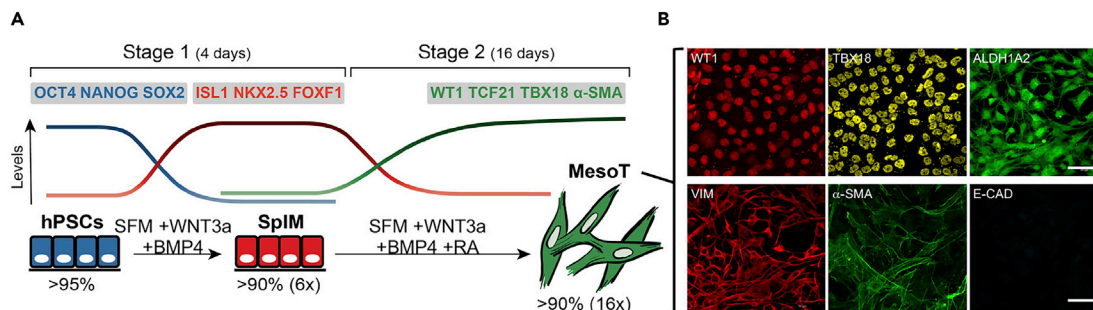 A
Stage 1 (4 days)
Stage 2 (16 days)
OCT4 NANOG SOX2
ISL1 NKX2.5 FOXF1
WT1 TCF21 TBX18 α-SMA
Levels
MesoT
hPSCs
SFM +WNT3a
+BMP4
SplM
SFM +WNT3a
+BMP4 +RA
>95%
>90% (6x)
>90% (16x)
B
WT1
TBX18
ALDH1A2
VIM
α-SMA
E-CAD